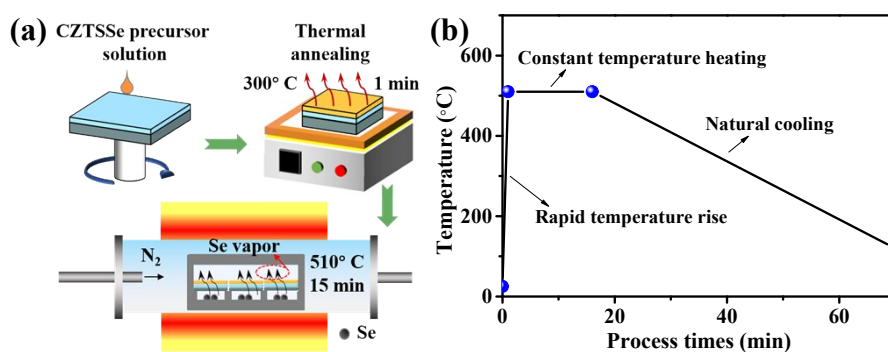 (a)
CZTSSe precursor
solution
Thermal
annealing
300° C
1 min
N₂
Se vapor
510° C
15 min
Se
(b)
Temperature (°C)
600
400
200
0
Constant temperature heating
Natural cooling
Rapid temperature rise
0
20
40
60
Process times (min)